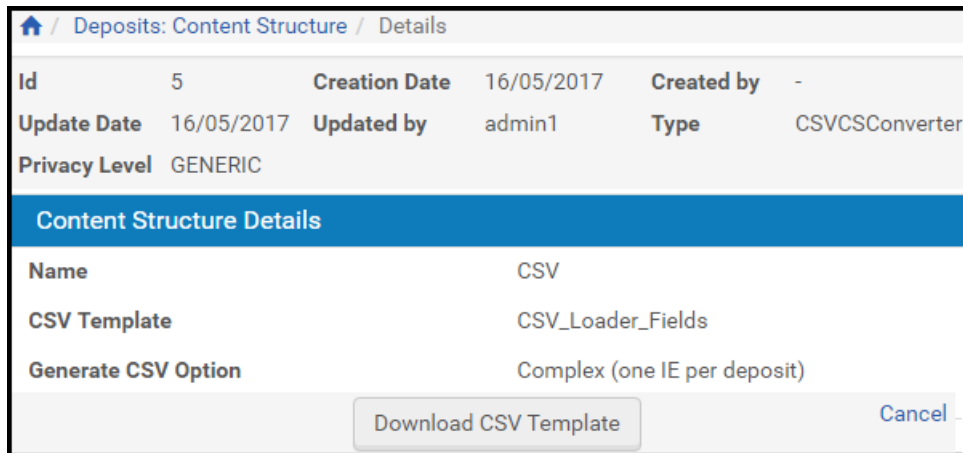 / Deposits: Content Structure / Details
Id 5 Creation Date 16/05/2017 Created by -
Update Date 16/05/2017 Updated by admin1 Type CSVCSConverter
Privacy Level GENERIC
Content Structure Details
Name CSV
CSV Template CSV_Loader_Fields
Generate CSV Option Complex (one IE per deposit)
Download CSV Template Cancel